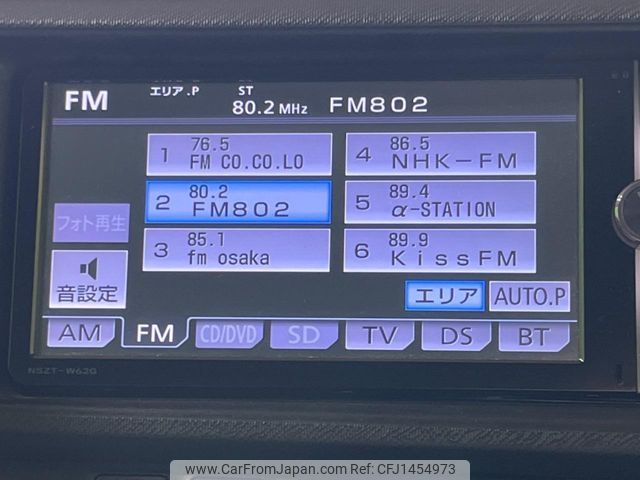 FM エリア.P ST 80.2 MHz FM802
1 76.5 FM CO.CO.LO
4 86.5 NHK-FM
2 80.2 FM802
5 89.4 α-STATION
3 85.1 fm osaka
6 89.9 KissFM
フォト再生
音設定
エリア AUTO.P
AM FM CD/DVD SD TV DS BT
NSZT-W62G
www.CarFromJapan.com - CFJ1454973